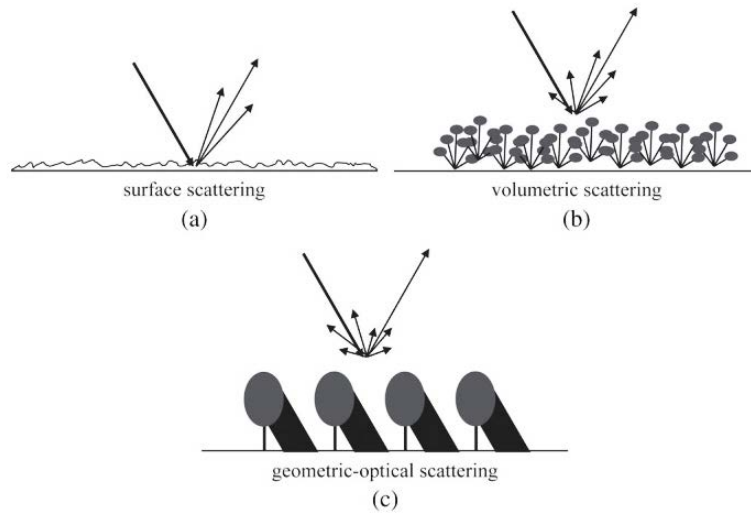 surface scattering
(a)
volumetric scattering
(b)
geometric-optical scattering
(c)